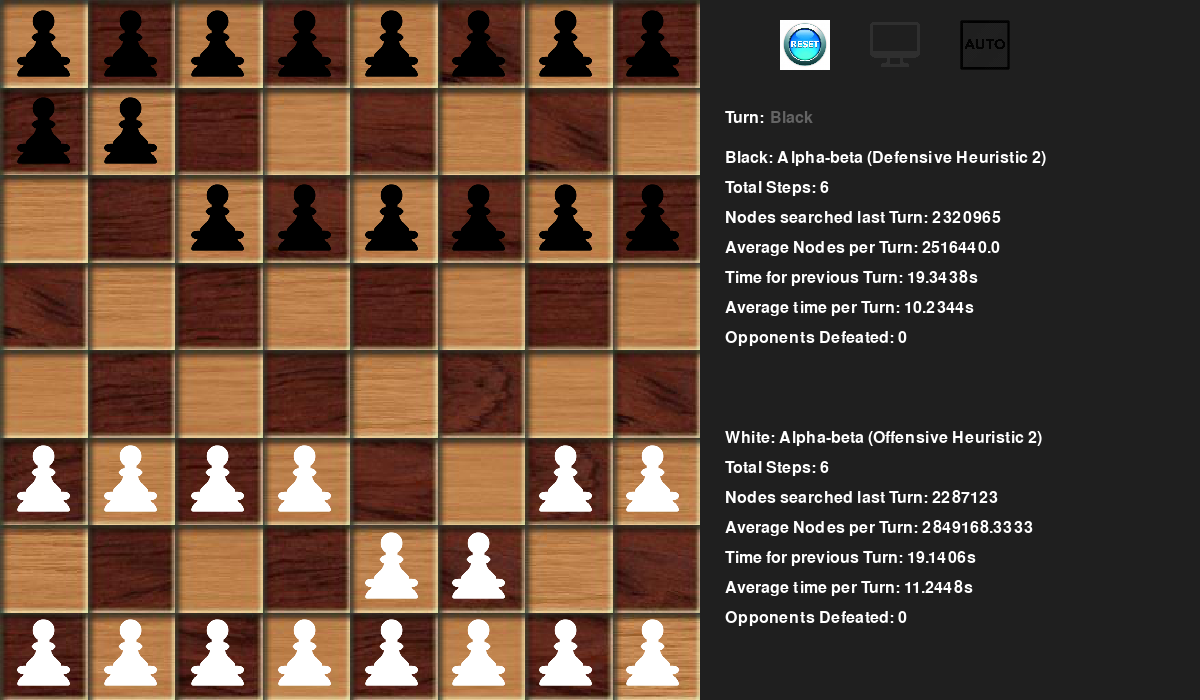 RESET
AUTO
Turn: Black
Black: Alpha-beta (Defensive Heuristic 2)
Total Steps: 6
Nodes searched last Turn: 2320965
Average Nodes per Turn: 2516440.0
Time for previous Turn: 19.3438s
Average time per Turn: 10.2344s
Opponents Defeated: 0
White: Alpha-beta (Offensive Heuristic 2)
Total Steps: 6
Nodes searched last Turn: 2287123
Average Nodes per Turn: 2849168.3333
Time for previous Turn: 19.1406s
Average time per Turn: 11.2448s
Opponents Defeated: 0